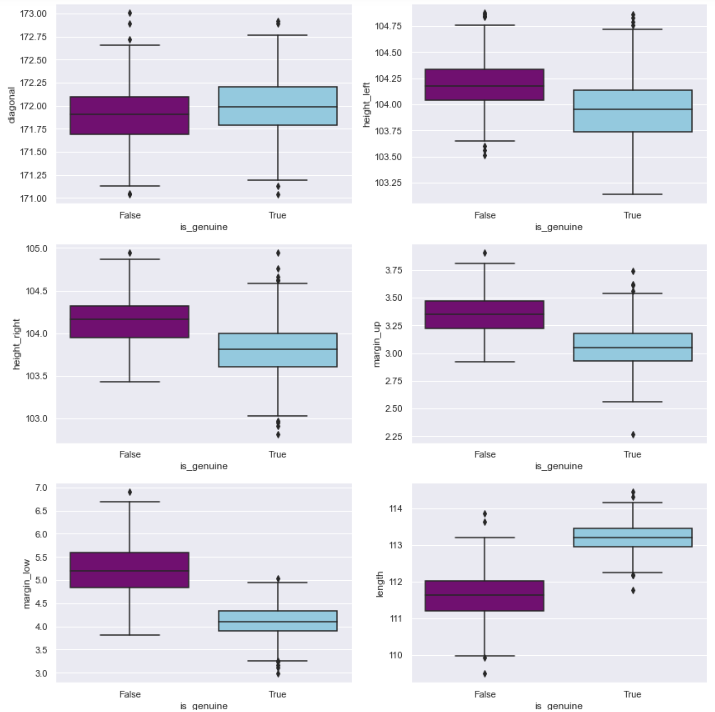 173.00
172.75
172.50
172.25
172.00
171.75
171.50
171.25
171.00
diagonal
False True
is_genuine
104.75
104.50
104.25
104.00
103.75
103.50
103.25
height_left
False True
is_genuine
105.0
104.5
104.0
103.5
103.0
height_right
False True
is_genuine
3.75
3.50
3.25
3.00
2.75
2.50
2.25
margin_up
False True
is_genuine
7.0
6.5
6.0
5.5
5.0
4.5
4.0
3.5
3.0
margin_low
False True
is_genuine
114
113
112
111
110
length
False True
is_genuine